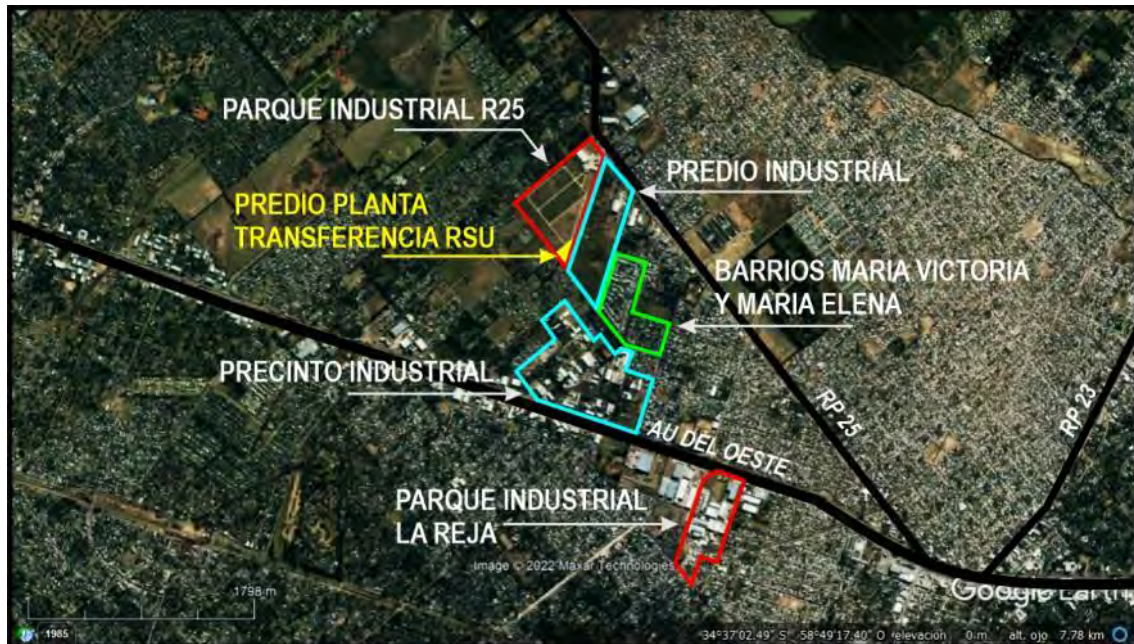 PARQUE INDUSTRIAL R25
PREDIO INDUSTRIAL
PREDIO PLANTA
TRANSFERENCIA RSU
BARRIOS MARIA VICTORIA
Y MARIA ELENA
PRECINTO INDUSTRIAL
RP 25
RP 23
AU DEL OESTE
PARQUE INDUSTRIAL
LA REJA
Image © 2022 Maxar Technologies
1798 m
Google Earth
1985
34°37'02.49" S 58°49'17.40" O elevación 0 m alt. ojo 7.78 km